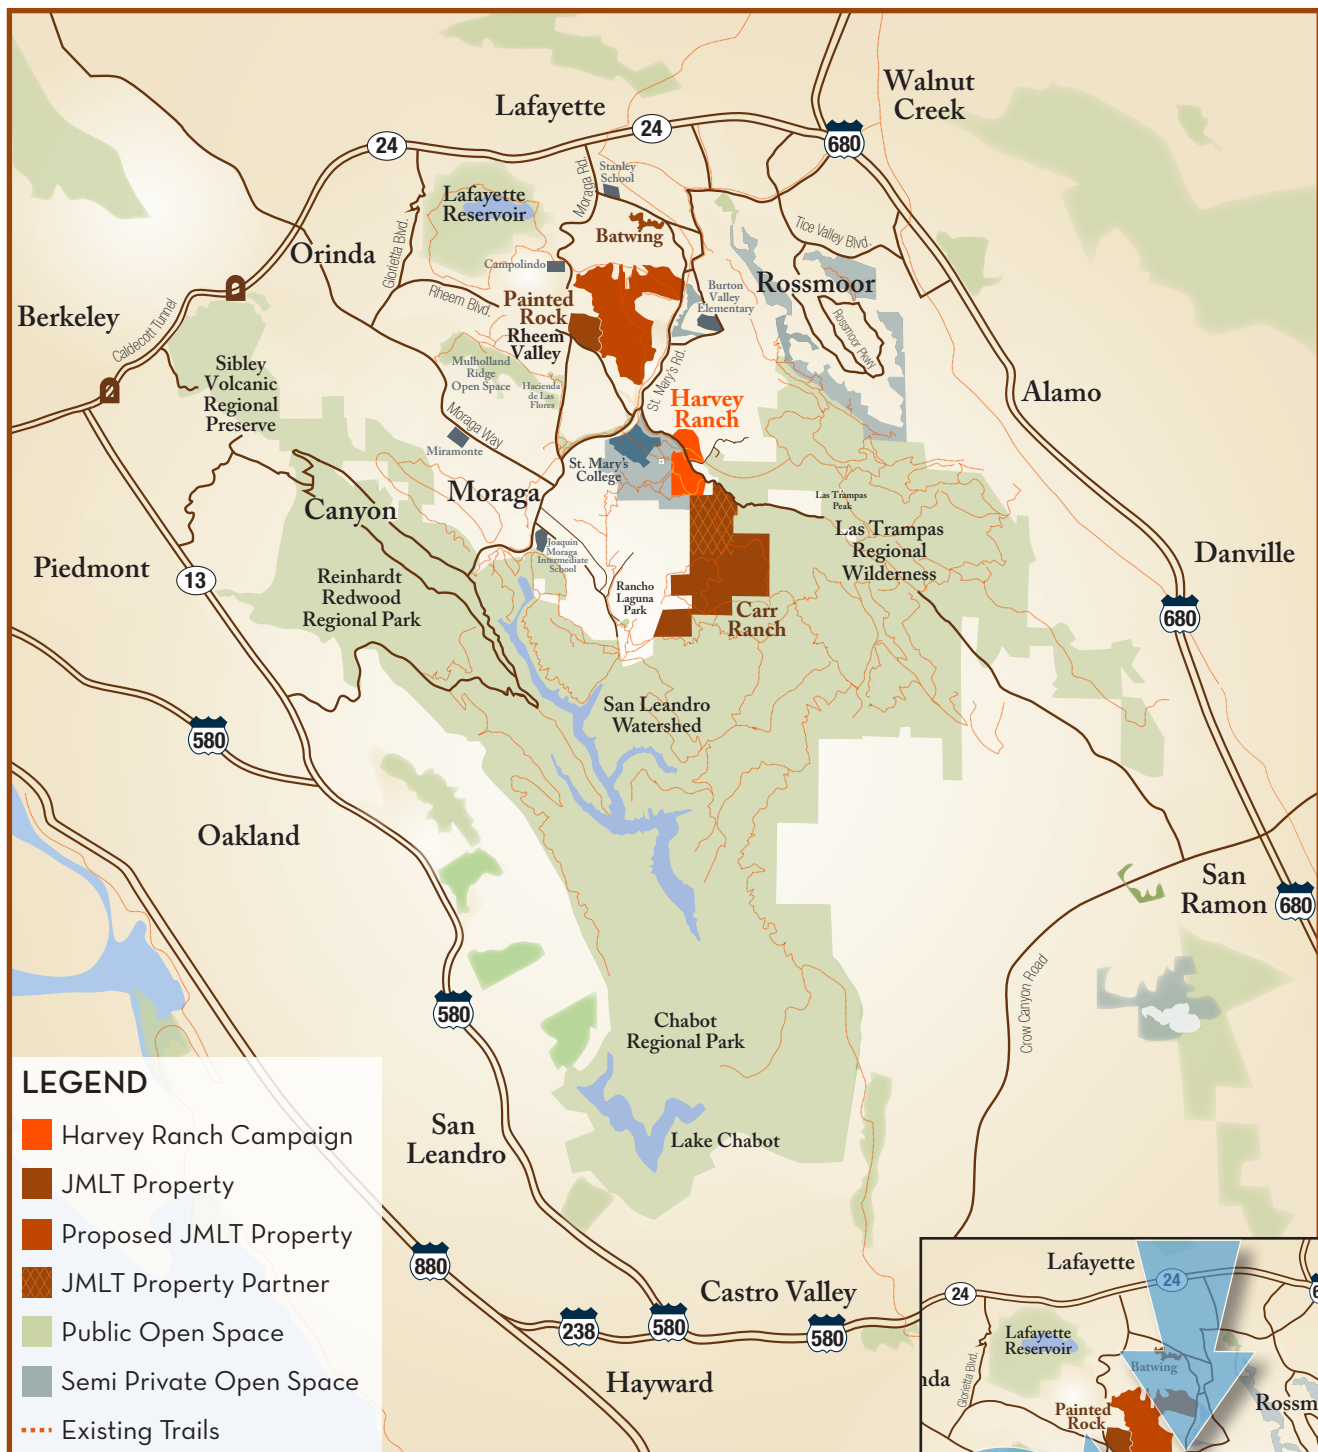 Walnut
Creek
Lafayette
24
24
680
Stanley
School
Moraga Rd.
Lafayette
Reservoir
Batwing
Tice Valley Blvd.
Orinda
Glorietta Blvd.
Campolindo
Rossmoor
Burton
Valley
Elementary
Rheem Blvd.
Painted
Rock
Rheem
Valley
Rossmoor Pkwy
Berkeley
Caldecott Tunnel
Sibley
Volcanic
Regional
Preserve
Mulholland
Ridge
Open Space
Hacienda
de Las
Flores
St. Mary's Rd.
Harvey
Ranch
Alamo
Moraga Way
Miramonte
St. Mary's
College
Moraga
Canyon
Las Trampas
Peak
Las Trampas
Regional
Wilderness
Danville
Joaquin
Moraga
Intermediate
School
Piedmont
13
Reinhardt
Redwood
Regional Park
Rancho
Laguna
Park
Carr
Ranch
680
San Leandro
Watershed
580
Oakland
San
Ramon
680
Crow Canyon Road
580
Chabot
Regional Park
San
Leandro
Lake Chabot
LEGEND
Harvey Ranch Campaign
JMLT Property
Proposed JMLT Property
JMLT Property Partner
Public Open Space
Semi Private Open Space
Existing Trails
880
Castro Valley
238
580
580
Hayward
Lafayette
24
24
6
Lafayette
Reservoir
Glorietta Blvd.
Batwing
nda
Rossm
Painted
Rock